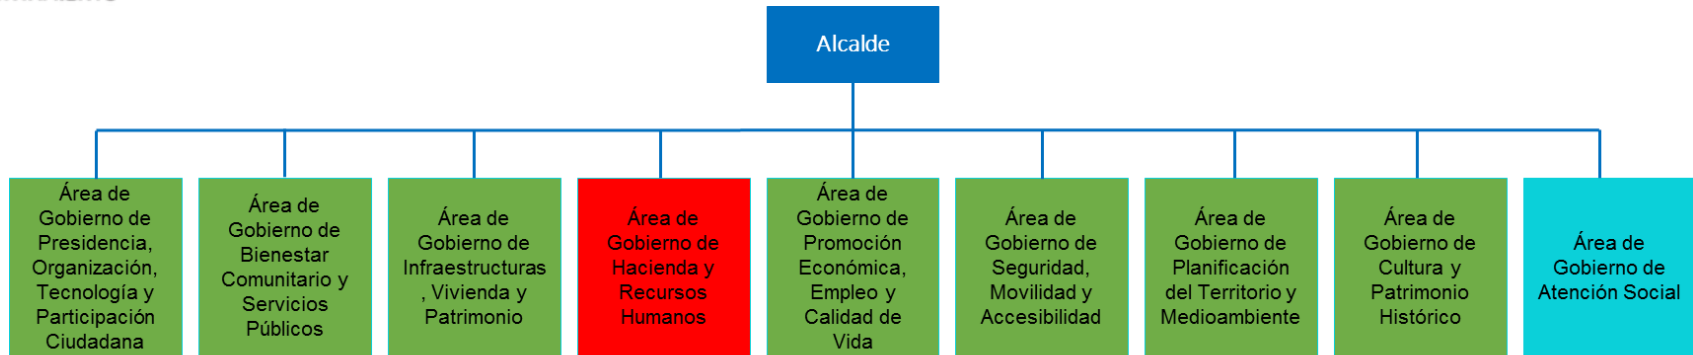 Alcalde
Área de
Gobierno de
Presidencia,
Organización,
Tecnología y
Participación
Ciudadana
Área de
Gobierno de
Bienestar
Comunitario y
Servicios
Públicos
Área de
Gobierno de
Infraestructuras
, Vivienda y
Patrimonio
Área de
Gobierno de
Hacienda y
Recursos
Humanos
Área de
Gobierno de
Promoción
Económica,
Empleo y
Calidad de
Vida
Área de
Gobierno de
Seguridad,
Movilidad y
Accesibilidad
Área de
Gobierno de
Planificación
del Territorio y
Medioambiente
Área de
Gobierno de
Cultura y
Patrimonio
Histórico
Área de
Gobierno de
Atención Social